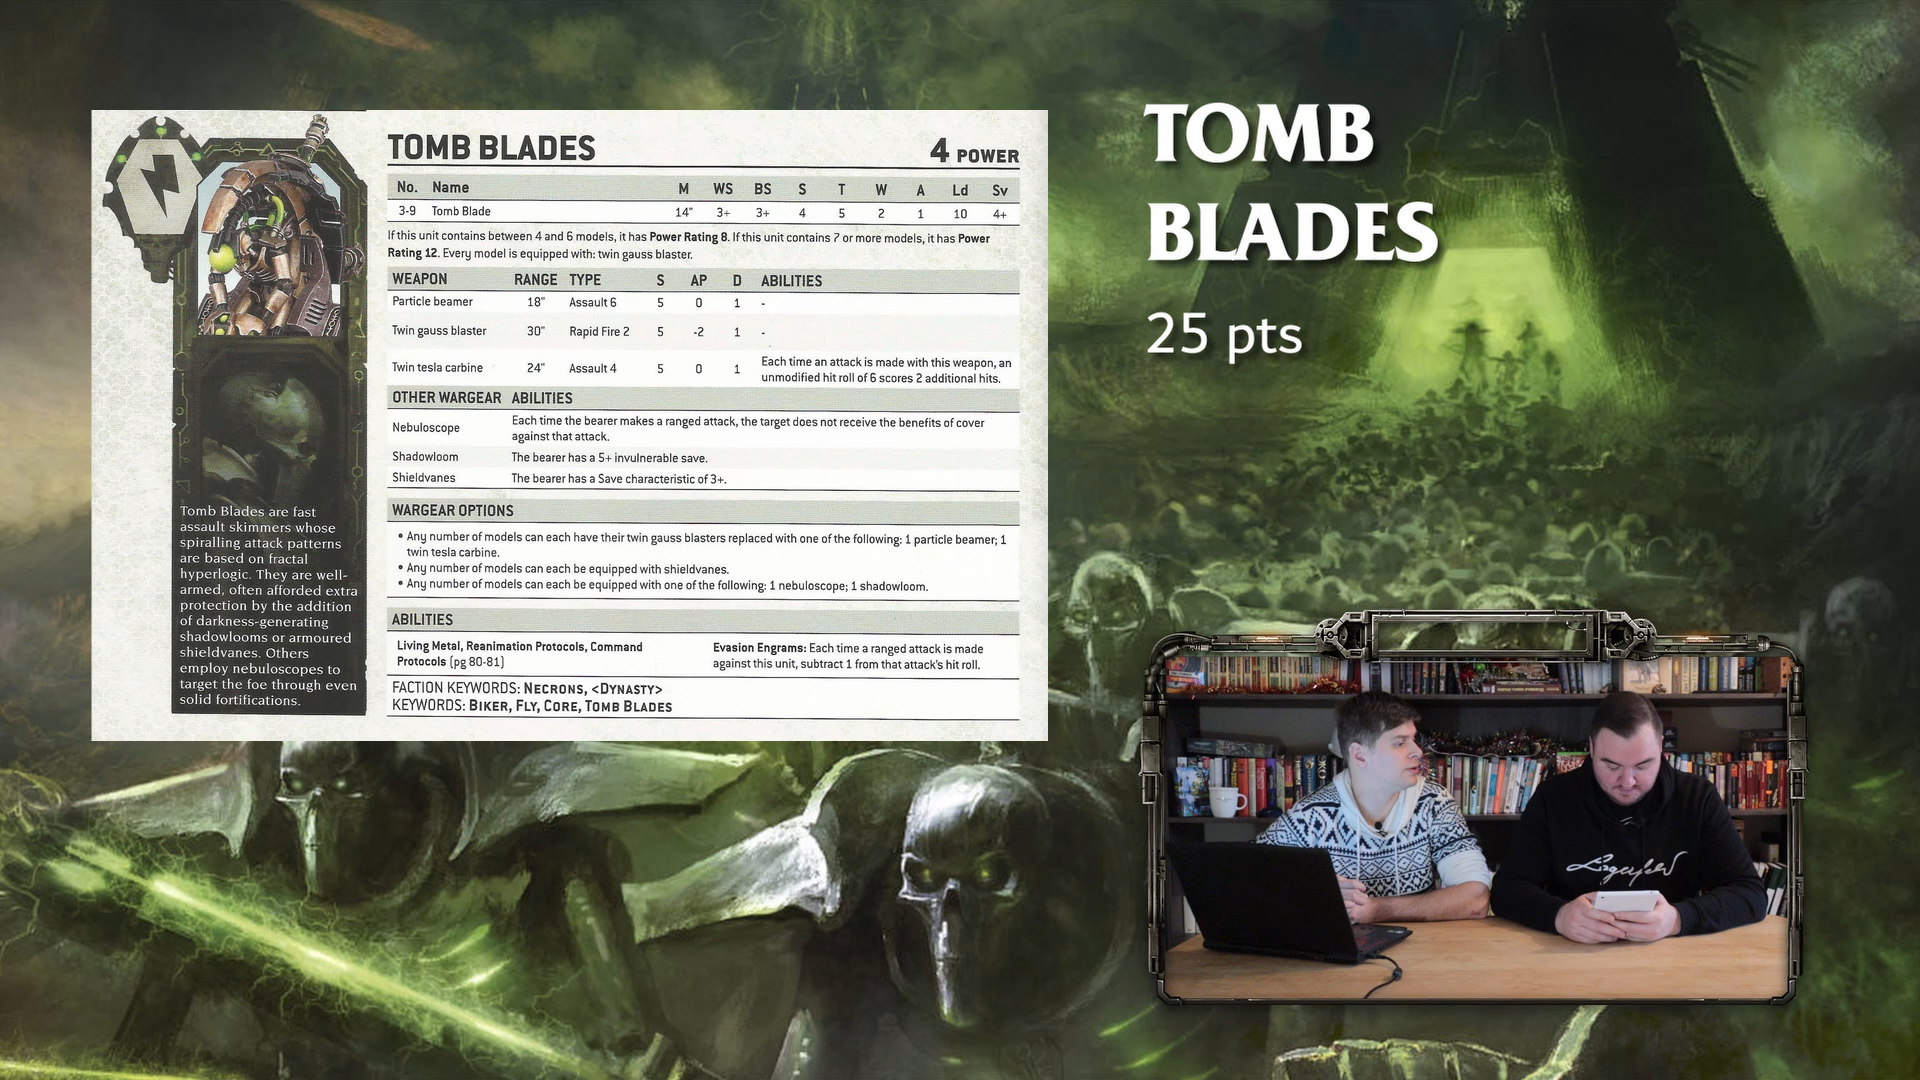 TOMB BLADES
4 POWER
No. Name M WS BS S T W A Ld Sv
3-9 Tomb Blade 14" 3+ 3+ 4 5 2 1 10 4+
If this unit contains between 4 and 6 models, it has Power Rating 8. If this unit contains 7 or more models, it has Power
Rating 12. Every model is equipped with: twin gauss blaster.
WEAPON RANGE TYPE S AP D ABILITIES
Particle beamer 18" Assault 6 5 0 1 -
Twin gauss blaster 30" Rapid Fire 2 5 -2 1 -
Twin tesla carbine 24" Assault 4 5 0 1 Each time an attack is made with this weapon, an
unmodified hit roll of 6 scores 2 additional hits.
OTHER WARGEAR ABILITIES
Nebuloscope Each time the bearer makes a ranged attack, the target does not receive the benefits of cover
against that attack.
Shadowloom The bearer has a 5+ invulnerable save.
Shieldvanes The bearer has a Save characteristic of 3+.
WARGEAR OPTIONS
• Any number of models can each have their twin gauss blasters replaced with one of the following: 1 particle beamer; 1
twin tesla carbine.
• Any number of models can each be equipped with shieldvanes.
• Any number of models can each be equipped with one of the following: 1 nebuloscope; 1 shadowloom.
ABILITIES
Living Metal, Reanimation Protocols, Command
Protocols (pg 80-81)
Evasion Engrams: Each time a ranged attack is made
against this unit, subtract 1 from that attack's hit roll.
FACTION KEYWORDS: NECRONS, <DYNASTY>
KEYWORDS: BIKER, FLY, CORE, TOMB BLADES
Tomb Blades are fast
assault skimmers whose
spiralling attack patterns
are based on fractal
hyperlogic. They are well-
armed, often afforded extra
protection by the addition
of darkness-generating
shadowlooms or armoured
shieldvanes. Others
employ nebuloscopes to
target the foe through even
solid fortifications.
TOMB
BLADES
25 pts